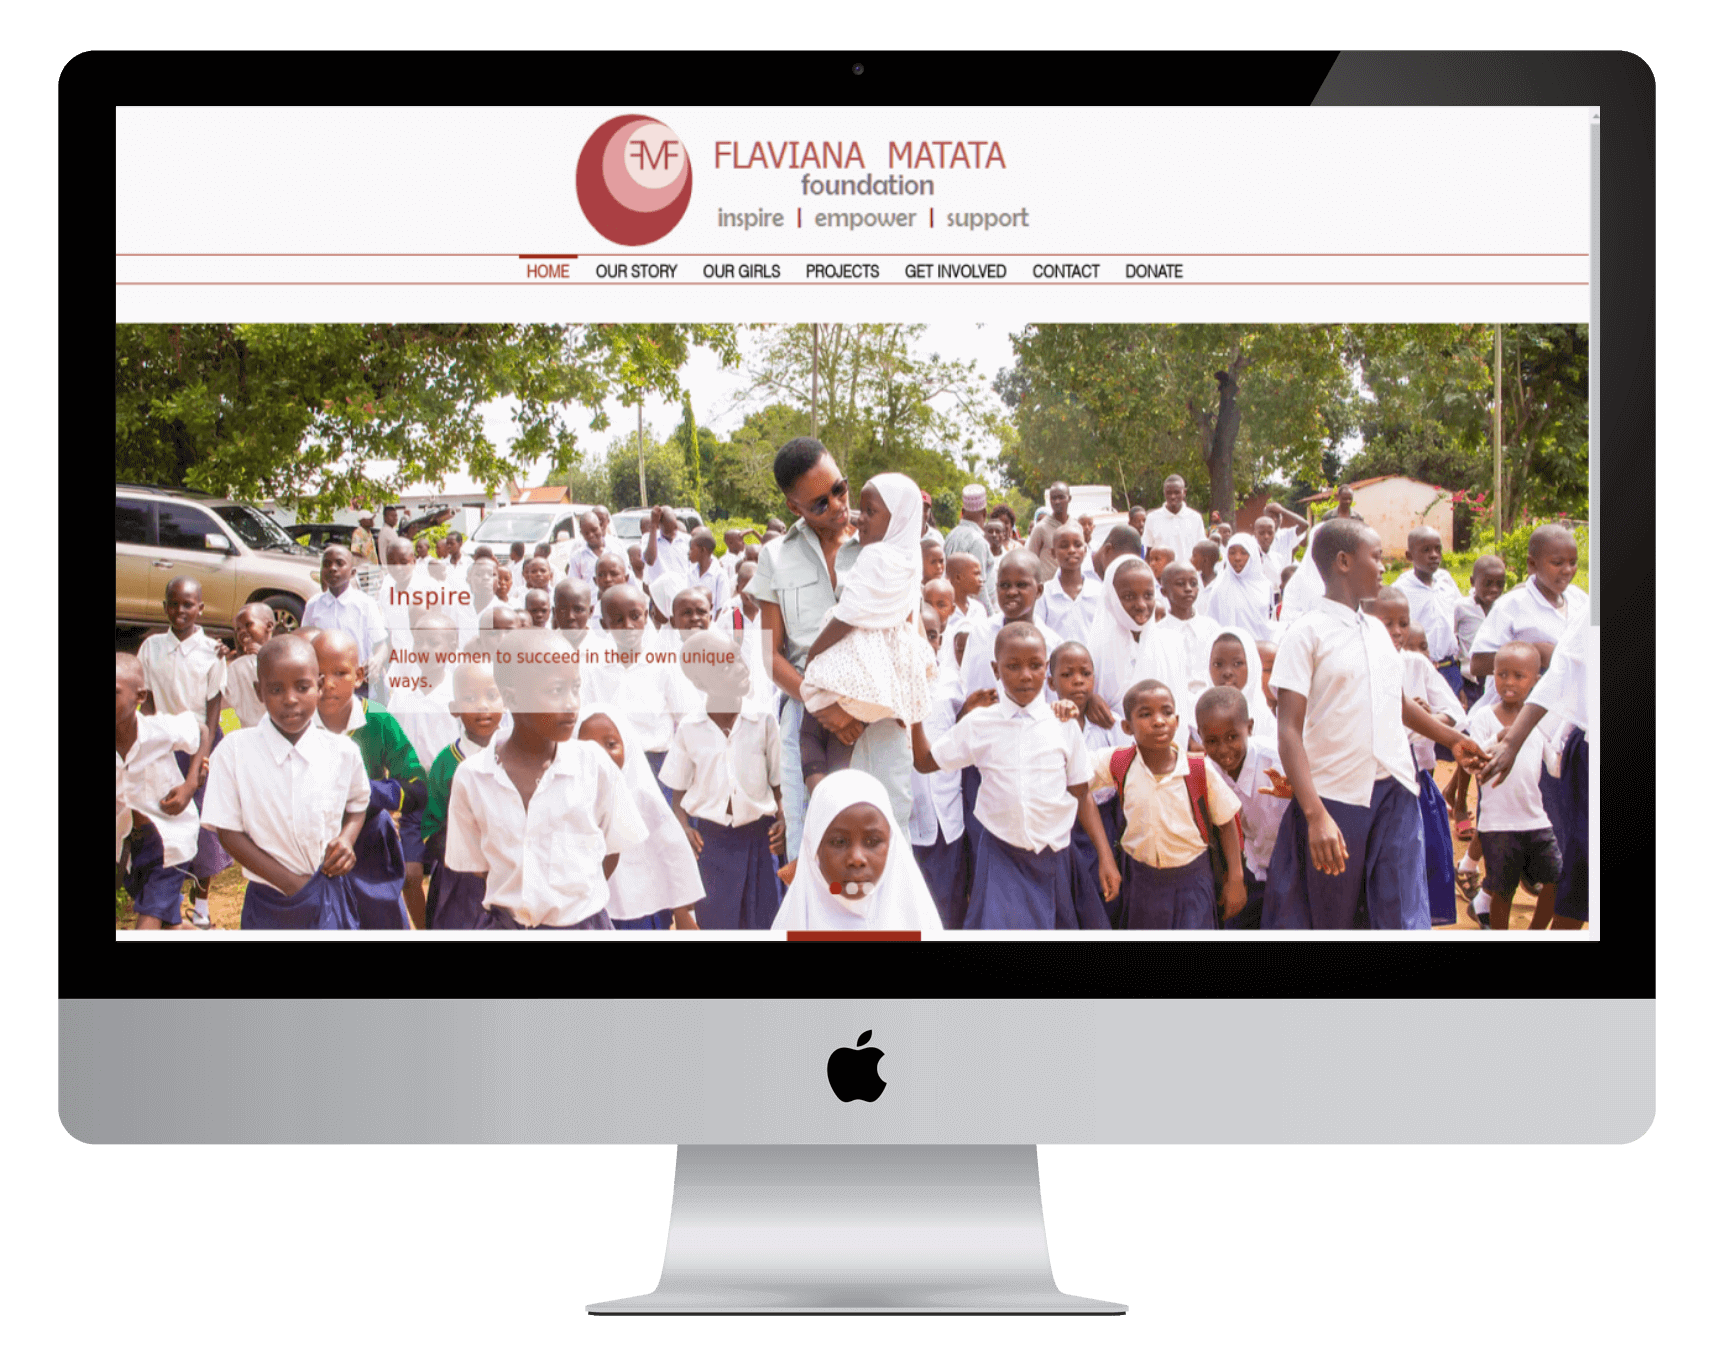 FMF
FLAVIANA MATATA
foundation
inspire | empower | support
HOME OUR STORY OUR GIRLS PROJECTS GET INVOLVED CONTACT DONATE
Inspire
Allow women to succeed in their own unique
ways.